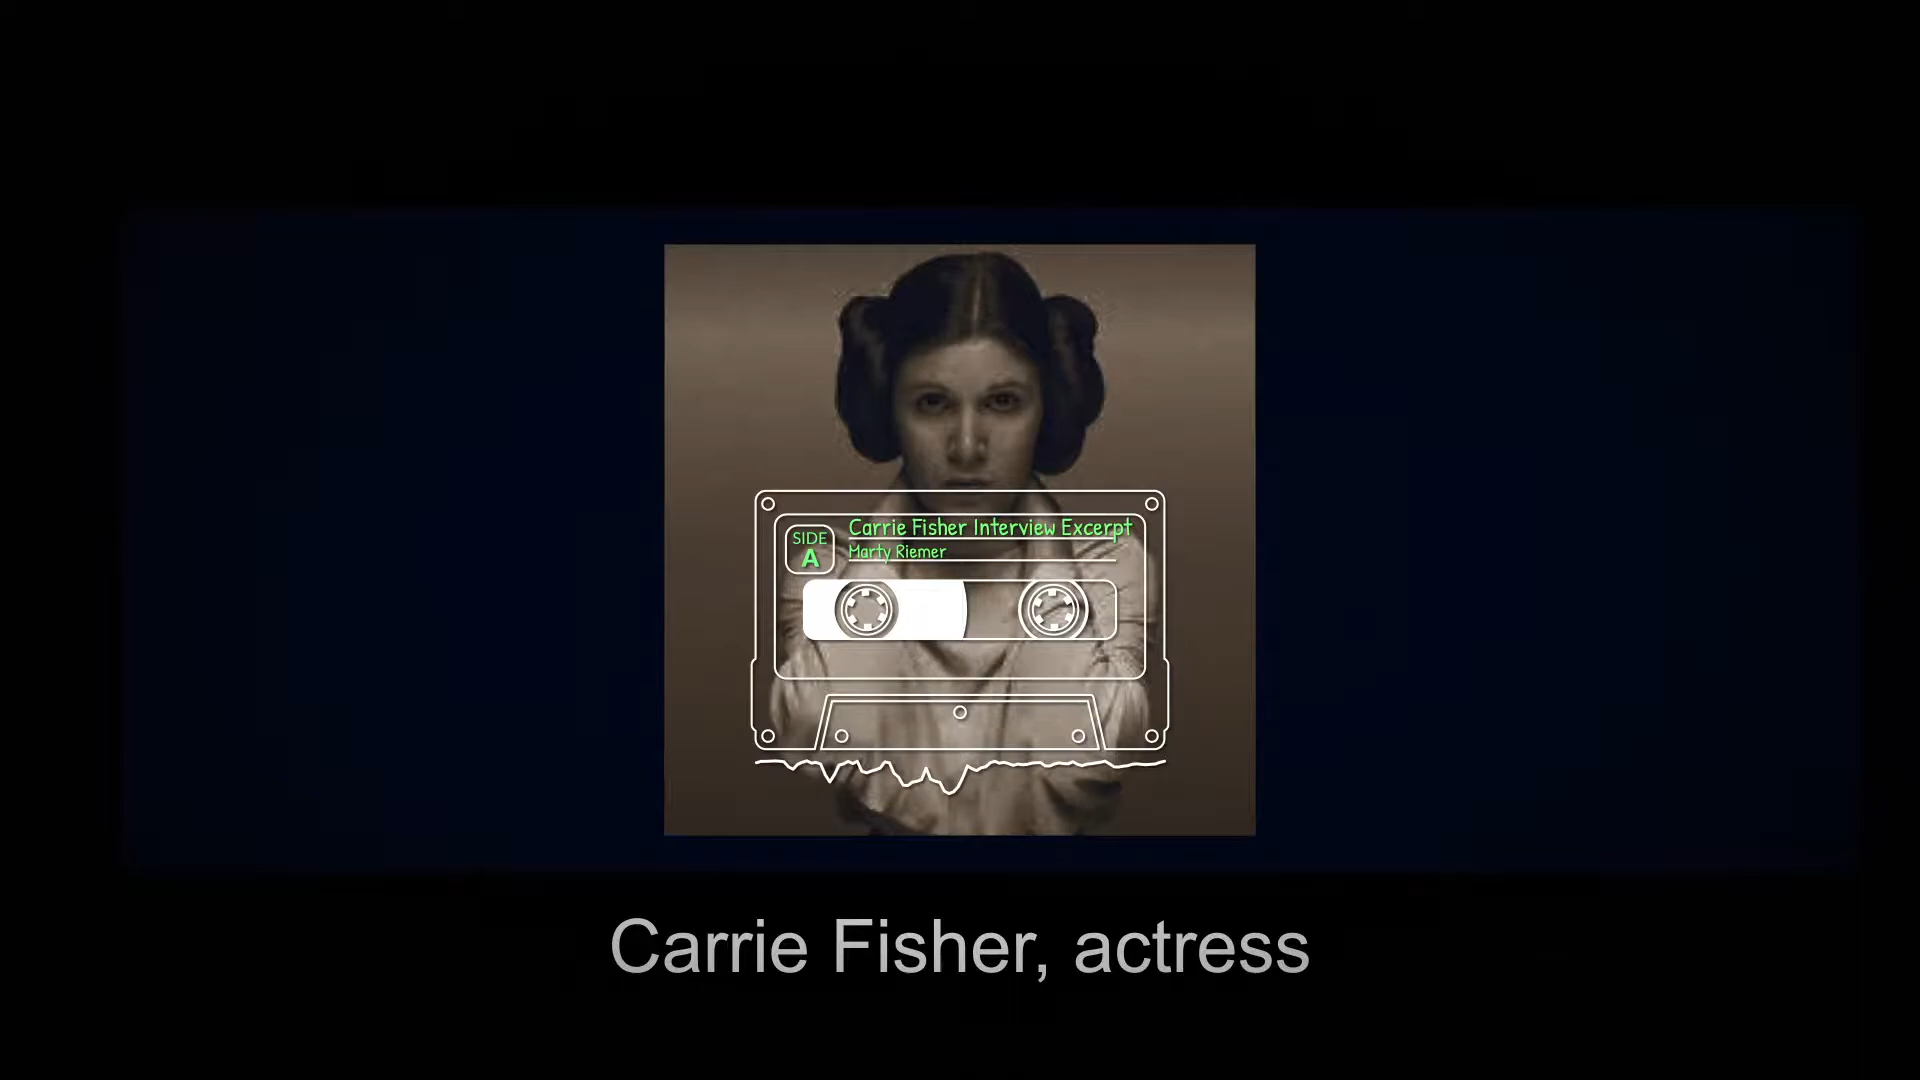 Carrie Fisher Interview Excerpt
SIDE
A
Marty Riemer
Carrie Fisher, actress